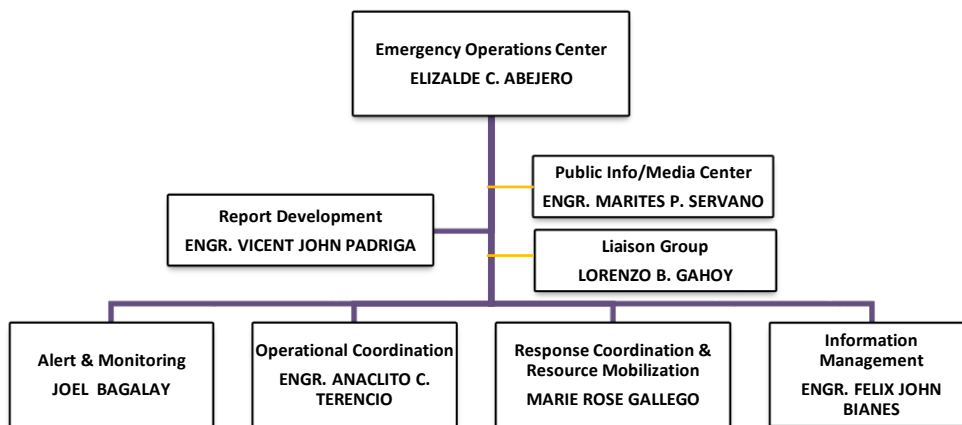 Emergency Operations Center
ELIZALDE C. ABEJERO
Public Info/Media Center
ENGR. MARITES P. SERVANO
Report Development
ENGR. VICENT JOHN PADRIGA
Liaison Group
LORENZO B. GAHOY
Alert & Monitoring
JOEL BAGALAY
Operational Coordination
ENGR. ANACLITO C.
TERENCIO
Response Coordination &
Resource Mobilization
MARIE ROSE GALLEGO
Information
Management
ENGR. FELIX JOHN
BIANES